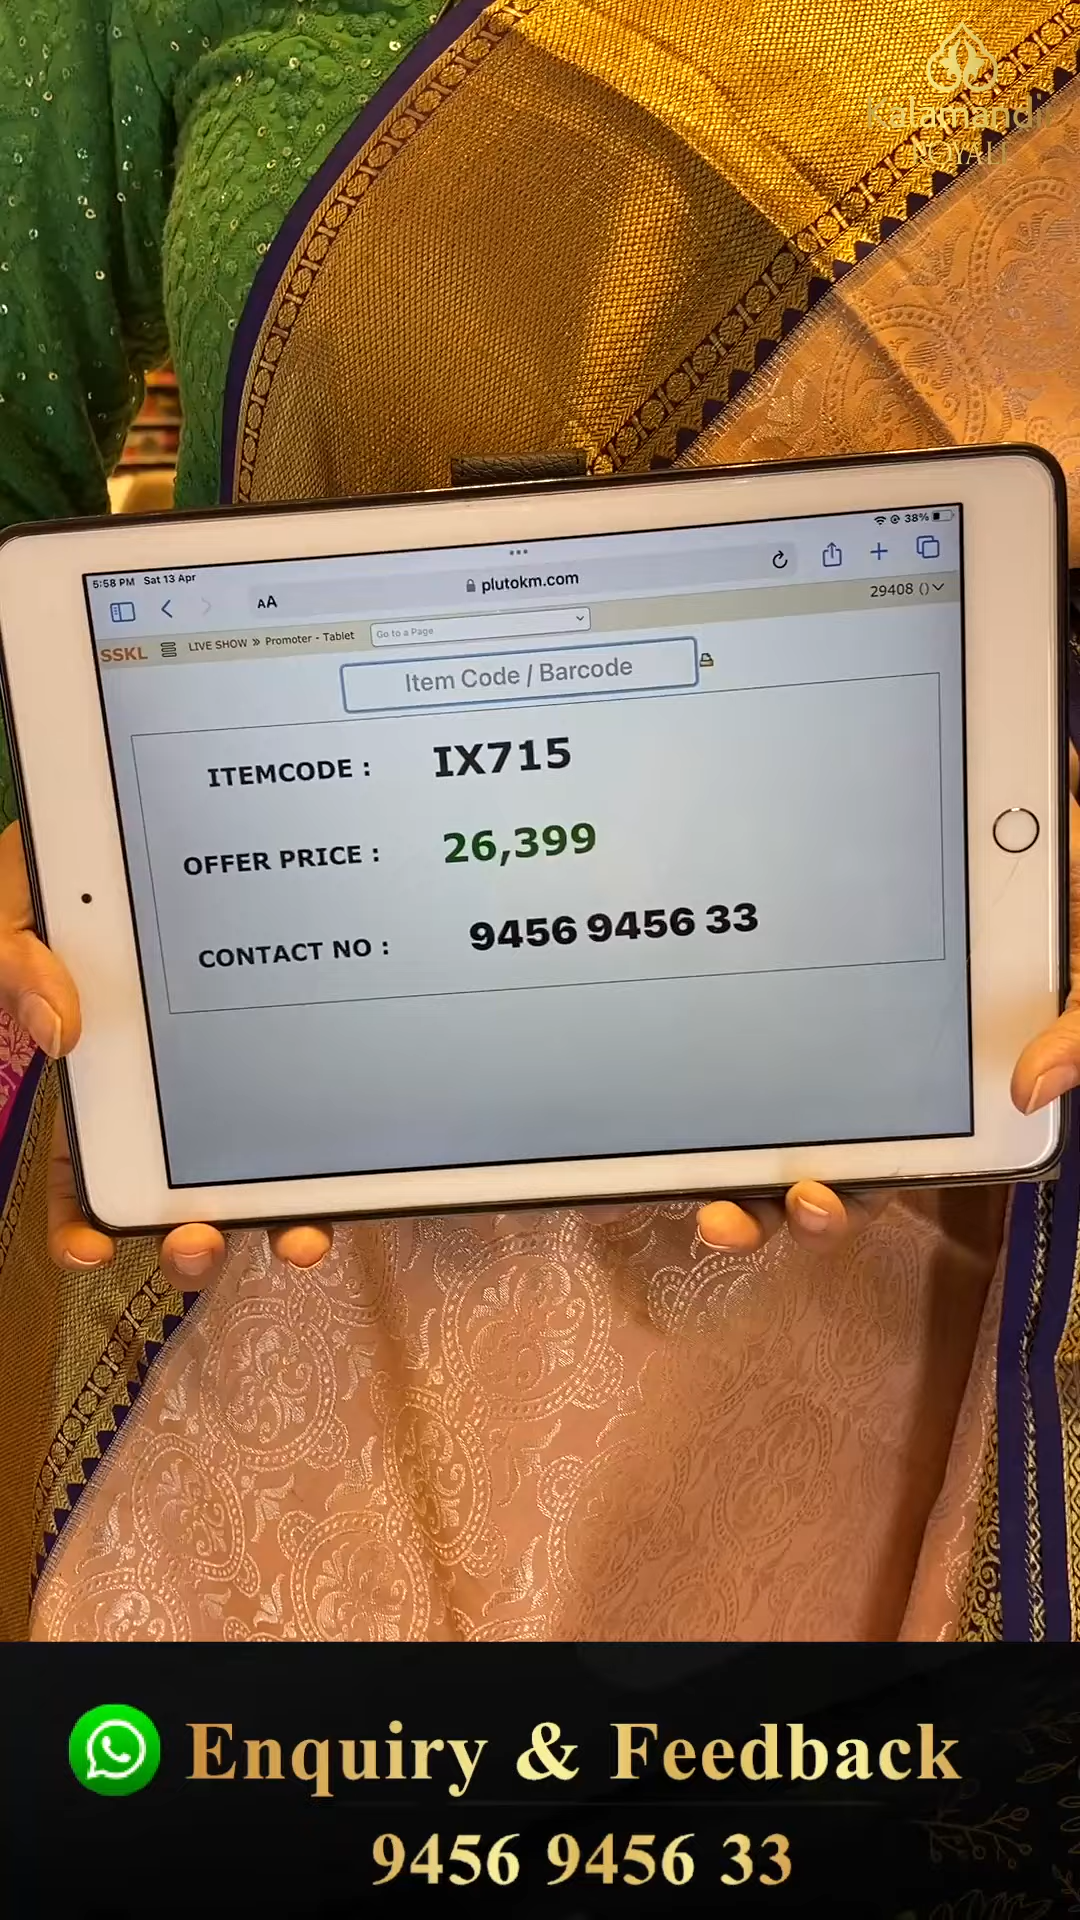 Kalamandir
ROYALE
5:58 PM Sat 13 Apr
38%
AA
plutokm.com
29408 ()
SSKL
LIVE SHOW » Promoter - Tablet
Go to a Page
Item Code / Barcode
ITEMCODE : IX715
OFFER PRICE : 26,399
CONTACT NO : 9456 9456 33
Enquiry & Feedback
9456 9456 33